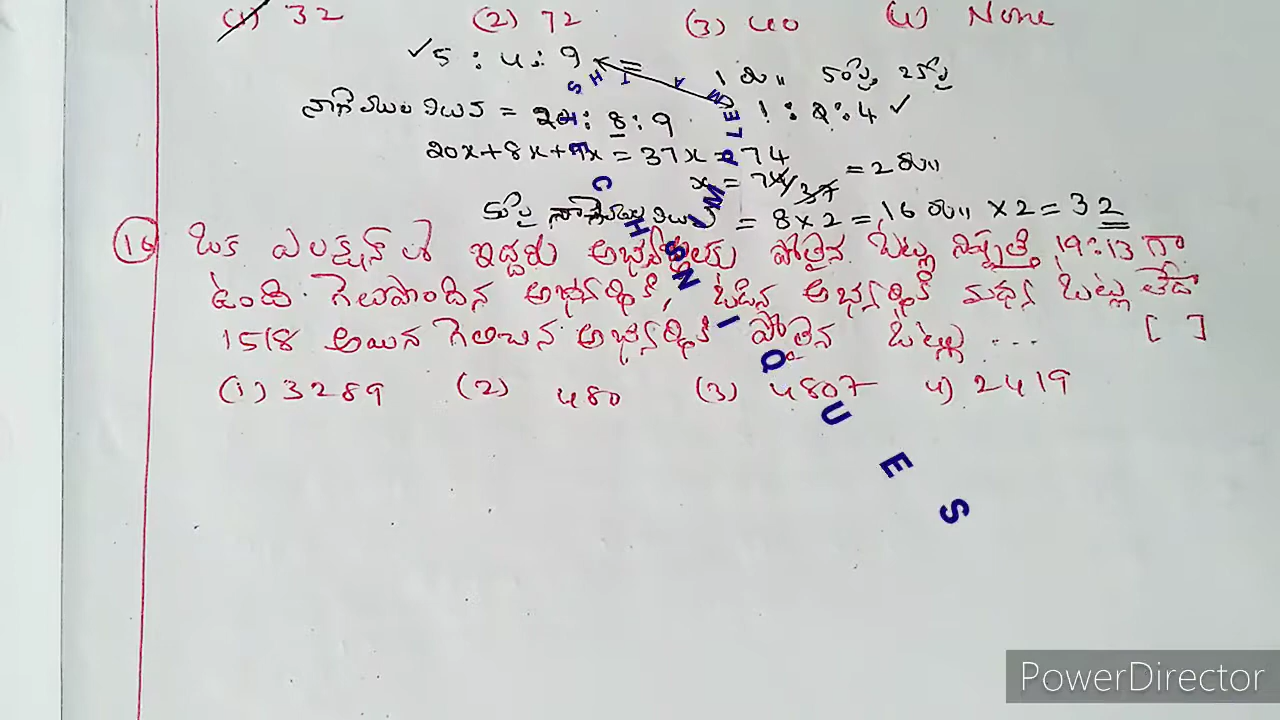 (1) 32 (2) 72 (3) 40 (4) None
✓5 : 4 : 9
1 రూ॥ 50పై, 25పై
నాణెముల విలువ = 20 : 8 : 9
1 : 2 : 4 ✓
20x+8x+9x = 37x = 74
x = 74/37 = 2 రూ॥
50పై నాణెముల విలువ = 8×2 = 16 రూ॥ ×2 = 32
(16) ఒక ఎలక్షన్ లో ఇద్దరు అభ్యర్థులకు పోలైన ఓట్ల నిష్పత్తి 19:13 గా
ఉంది. గెలుపొందిన అభ్యర్థికి, ఓడిన అభ్యర్థికి మధ్య ఓట్ల తేడా
1518 అయిన గెలిచిన అభ్యర్థికి పోలైన ఓట్లు ... [ ]
(1) 3289 (2) 480 (3) 4807 4) 2419
SIMPLE MATHS TECHNIQUES
PowerDirector